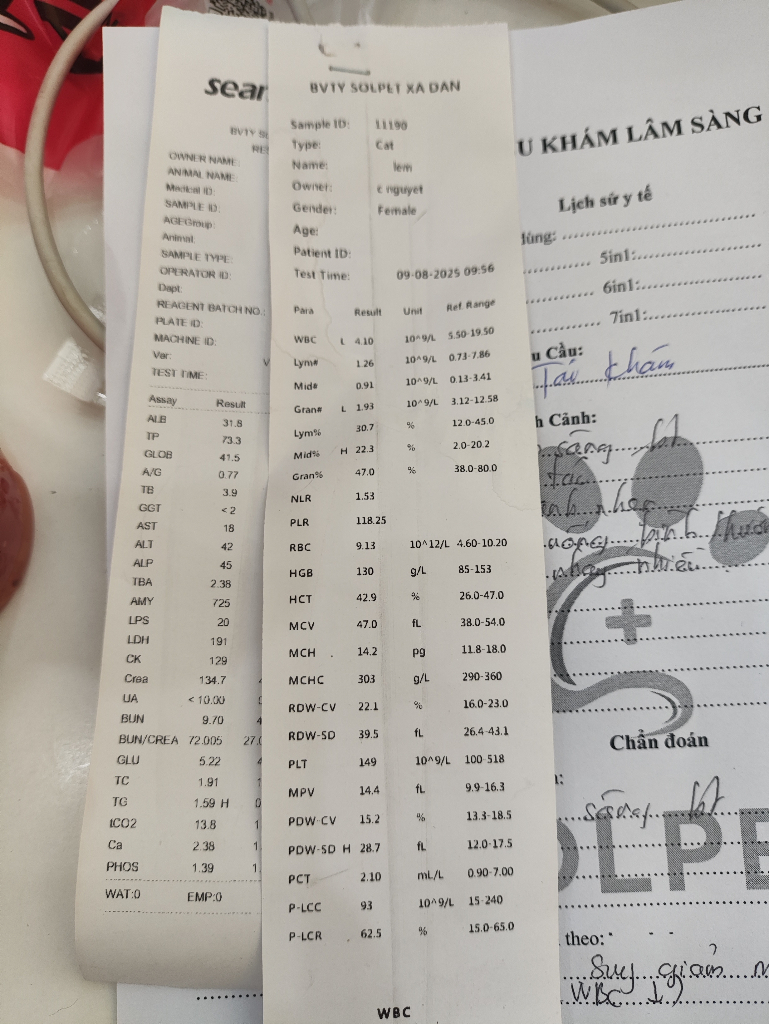 BVTY SOLPET XA DAN
Sample ID: 11190
Type: Cat
Name: lem
Owner: c nguyet
Gender: Female
Age:
Patient ID:
Test Time: 09-08-2025 09:56
Para Result Unit Ref. Range
WBC L 4.10 10^9/L 5.50-19.50
Lym# 1.26 10^9/L 0.73-7.86
Mid# 0.91 10^9/L 0.13-3.41
Gran# L 1.93 10^9/L 3.12-12.58
Lym% 30.7 % 12.0-45.0
Mid% H 22.3 % 2.0-20.2
Gran% 47.0 % 38.0-80.0
NLR 1.53
PLR 118.25
RBC 9.13 10^12/L 4.60-10.20
HGB 130 g/L 85-153
HCT 42.9 % 26.0-47.0
MCV 47.0 fL 38.0-54.0
MCH 14.2 pg 11.8-18.0
MCHC 303 g/L 290-360
RDW-CV 22.1 % 16.0-23.0
RDW-SD 39.5 fL 26.4-43.1
PLT 149 10^9/L 100-518
MPV 14.4 fL 9.9-16.3
PDW-CV 15.2 % 13.3-18.5
PDW-SD H 28.7 fL 12.0-17.5
PCT 2.10 mL/L 0.90-7.00
P-LCC 93 10^9/L 15-240
P-LCR 62.5 % 15.0-65.0
WBC
sear
BVTY S
RE
OWNER NAME:
ANIMAL NAME:
Medical ID:
SAMPLE ID:
AGEGroup:
Animal:
SAMPLE TYPE:
OPERATOR ID:
Dept:
REAGENT BATCH NO.:
PLATE ID:
MACHINE ID:
Ver: V
TEST TIME:
Assay Result
ALB 31.8
TP 73.3
GLOB 41.5
A/G 0.77
TB 3.9
GGT < 2
AST 18
ALT 42
ALP 45
TBA 2.38
AMY 725
LPS 20
LDH 191
CK 129
Crea 134.7
UA < 10.00
BUN 9.70
BUN/CREA 72.005 27.0
GLU 5.22
TC 1.91
TG 1.59 H
tCO2 13.8
Ca 2.38
PHOS 1.39
WAT:0 EMP:0
U KHÁM LÂM SÀNG
Lịch sử y tế
dùng:
5in1:
6in1:
7in1:
u Cầu:
Tái khám
h Cảnh:
bình thường
nhiều
Chẩn đoán
theo:
Suy giảm
WBC ↓)
OLPE